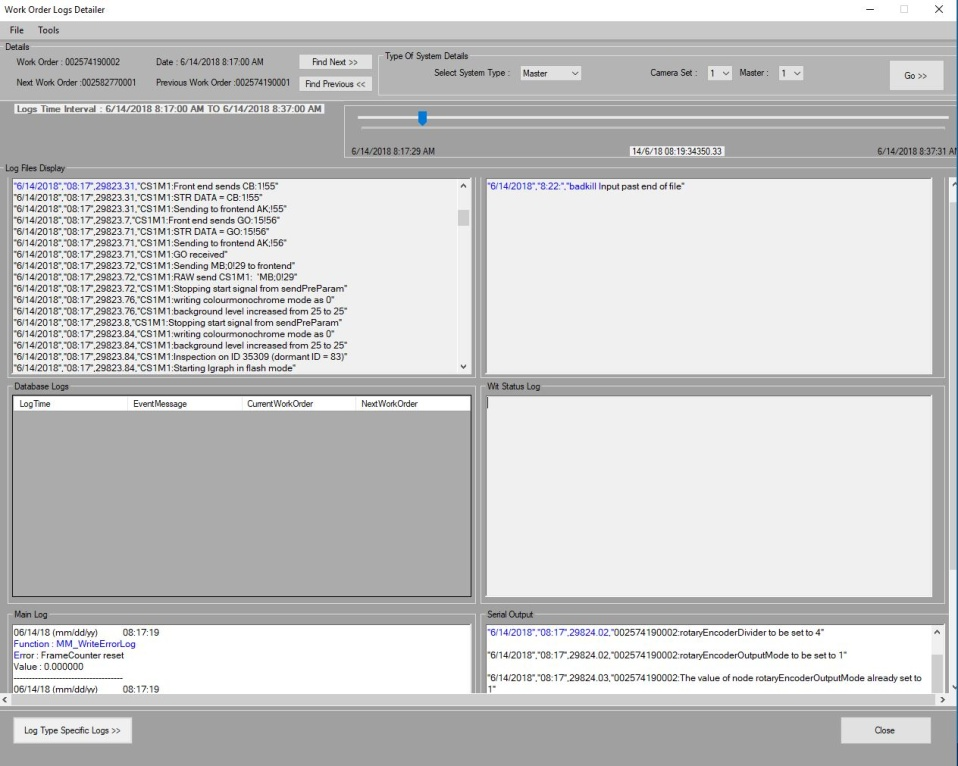 Work Order Logs Detailer
File Tools
Details
Work Order : 002574190002 Date : 6/14/2018 8:17:00 AM Find Next >>
Next Work Order :002582770001 Previous Work Order :002574190001 Find Previous <<
Type Of System Details
Select System Type : Master Camera Set : 1 Master : 1 Go >>
Logs Time Interval : 6/14/2018 8:17:00 AM TO 6/14/2018 8:37:00 AM
6/14/2018 8:17:29 AM 14/6/18 08:19:34350.33 6/14/2018 8:37:31 AM
Log Files Display
"6/14/2018","08:17",29823.31,"CS1M1:Front end sends CB:1!55"
"6/14/2018","08:17",29823.31,"CS1M1:STR DATA = CB:1!55"
"6/14/2018","08:17",29823.31,"CS1M1:Sending to frontend AK;!55"
"6/14/2018","08:17",29823.7,"CS1M1:Front end sends GO:15!56"
"6/14/2018","08:17",29823.71,"CS1M1:STR DATA = GO:15!56"
"6/14/2018","08:17",29823.71,"CS1M1:Sending to frontend AK;!56"
"6/14/2018","08:17",29823.71,"CS1M1:GO received"
"6/14/2018","08:17",29823.72,"CS1M1:Sending MB;0!29 to frontend"
"6/14/2018","08:17",29823.72,"CS1M1:RAW send CS1M1: `MB;0!29"
"6/14/2018","08:17",29823.72,"CS1M1:Stopping start signal from sendPreParam"
"6/14/2018","08:17",29823.76,"CS1M1:writing colourmonochrome mode as 0"
"6/14/2018","08:17",29823.76,"CS1M1:background level increased from 25 to 25"
"6/14/2018","08:17",29823.8,"CS1M1:Stopping start signal from sendPreParam"
"6/14/2018","08:17",29823.84,"CS1M1:writing colourmonochrome mode as 0"
"6/14/2018","08:17",29823.84,"CS1M1:background level increased from 25 to 25"
"6/14/2018","08:17",29823.84,"CS1M1:Inspection on ID 35309 (dormant ID = 83)"
"6/14/2018","08:17",29823.84,"CS1M1:Starting Igraph in flash mode"
"6/14/2018","8:22:","badkill Input past end of file"
Database Logs
LogTime EventMessage CurrentWorkOrder NextWorkOrder
Wit Status Log
Main Log
06/14/18 (mm/dd/yy) 08:17:19
Function : MM_WriteErrorLog
Error : FrameCounter reset
Value : 0.000000
------------------------------------
06/14/18 (mm/dd/yy) 08:17:19
Serial Output
"6/14/2018","08:17",29824.02,"002574190002:rotaryEncoderDivider to be set to 4"
"6/14/2018","08:17",29824.02,"002574190002:rotaryEncoderOutputMode to be set to 1"
"6/14/2018","08:17",29824.03,"002574190002:The value of node rotaryEncoderOutputMode already set to
1"
Log Type Specific Logs >> Close